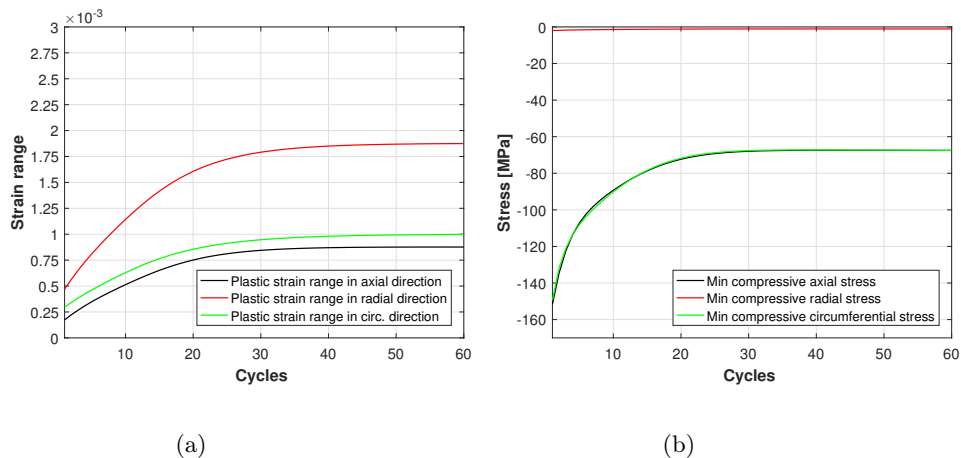 ×10-3
3
2.75
2.5
2.25
2
1.75
1.5
1.25
1
0.75
0.5
0.25
0
Strain range
Plastic strain range in axial direction
Plastic strain range in radial direction
Plastic strain range in circ. direction
10 20 30 40 50 60
Cycles
(a)
0
-20
-40
-60
-80
-100
-120
-140
-160
Stress [MPa]
Min compressive axial stress
Min compressive radial stress
Min compressive circumferential stress
10 20 30 40 50 60
Cycles
(b)